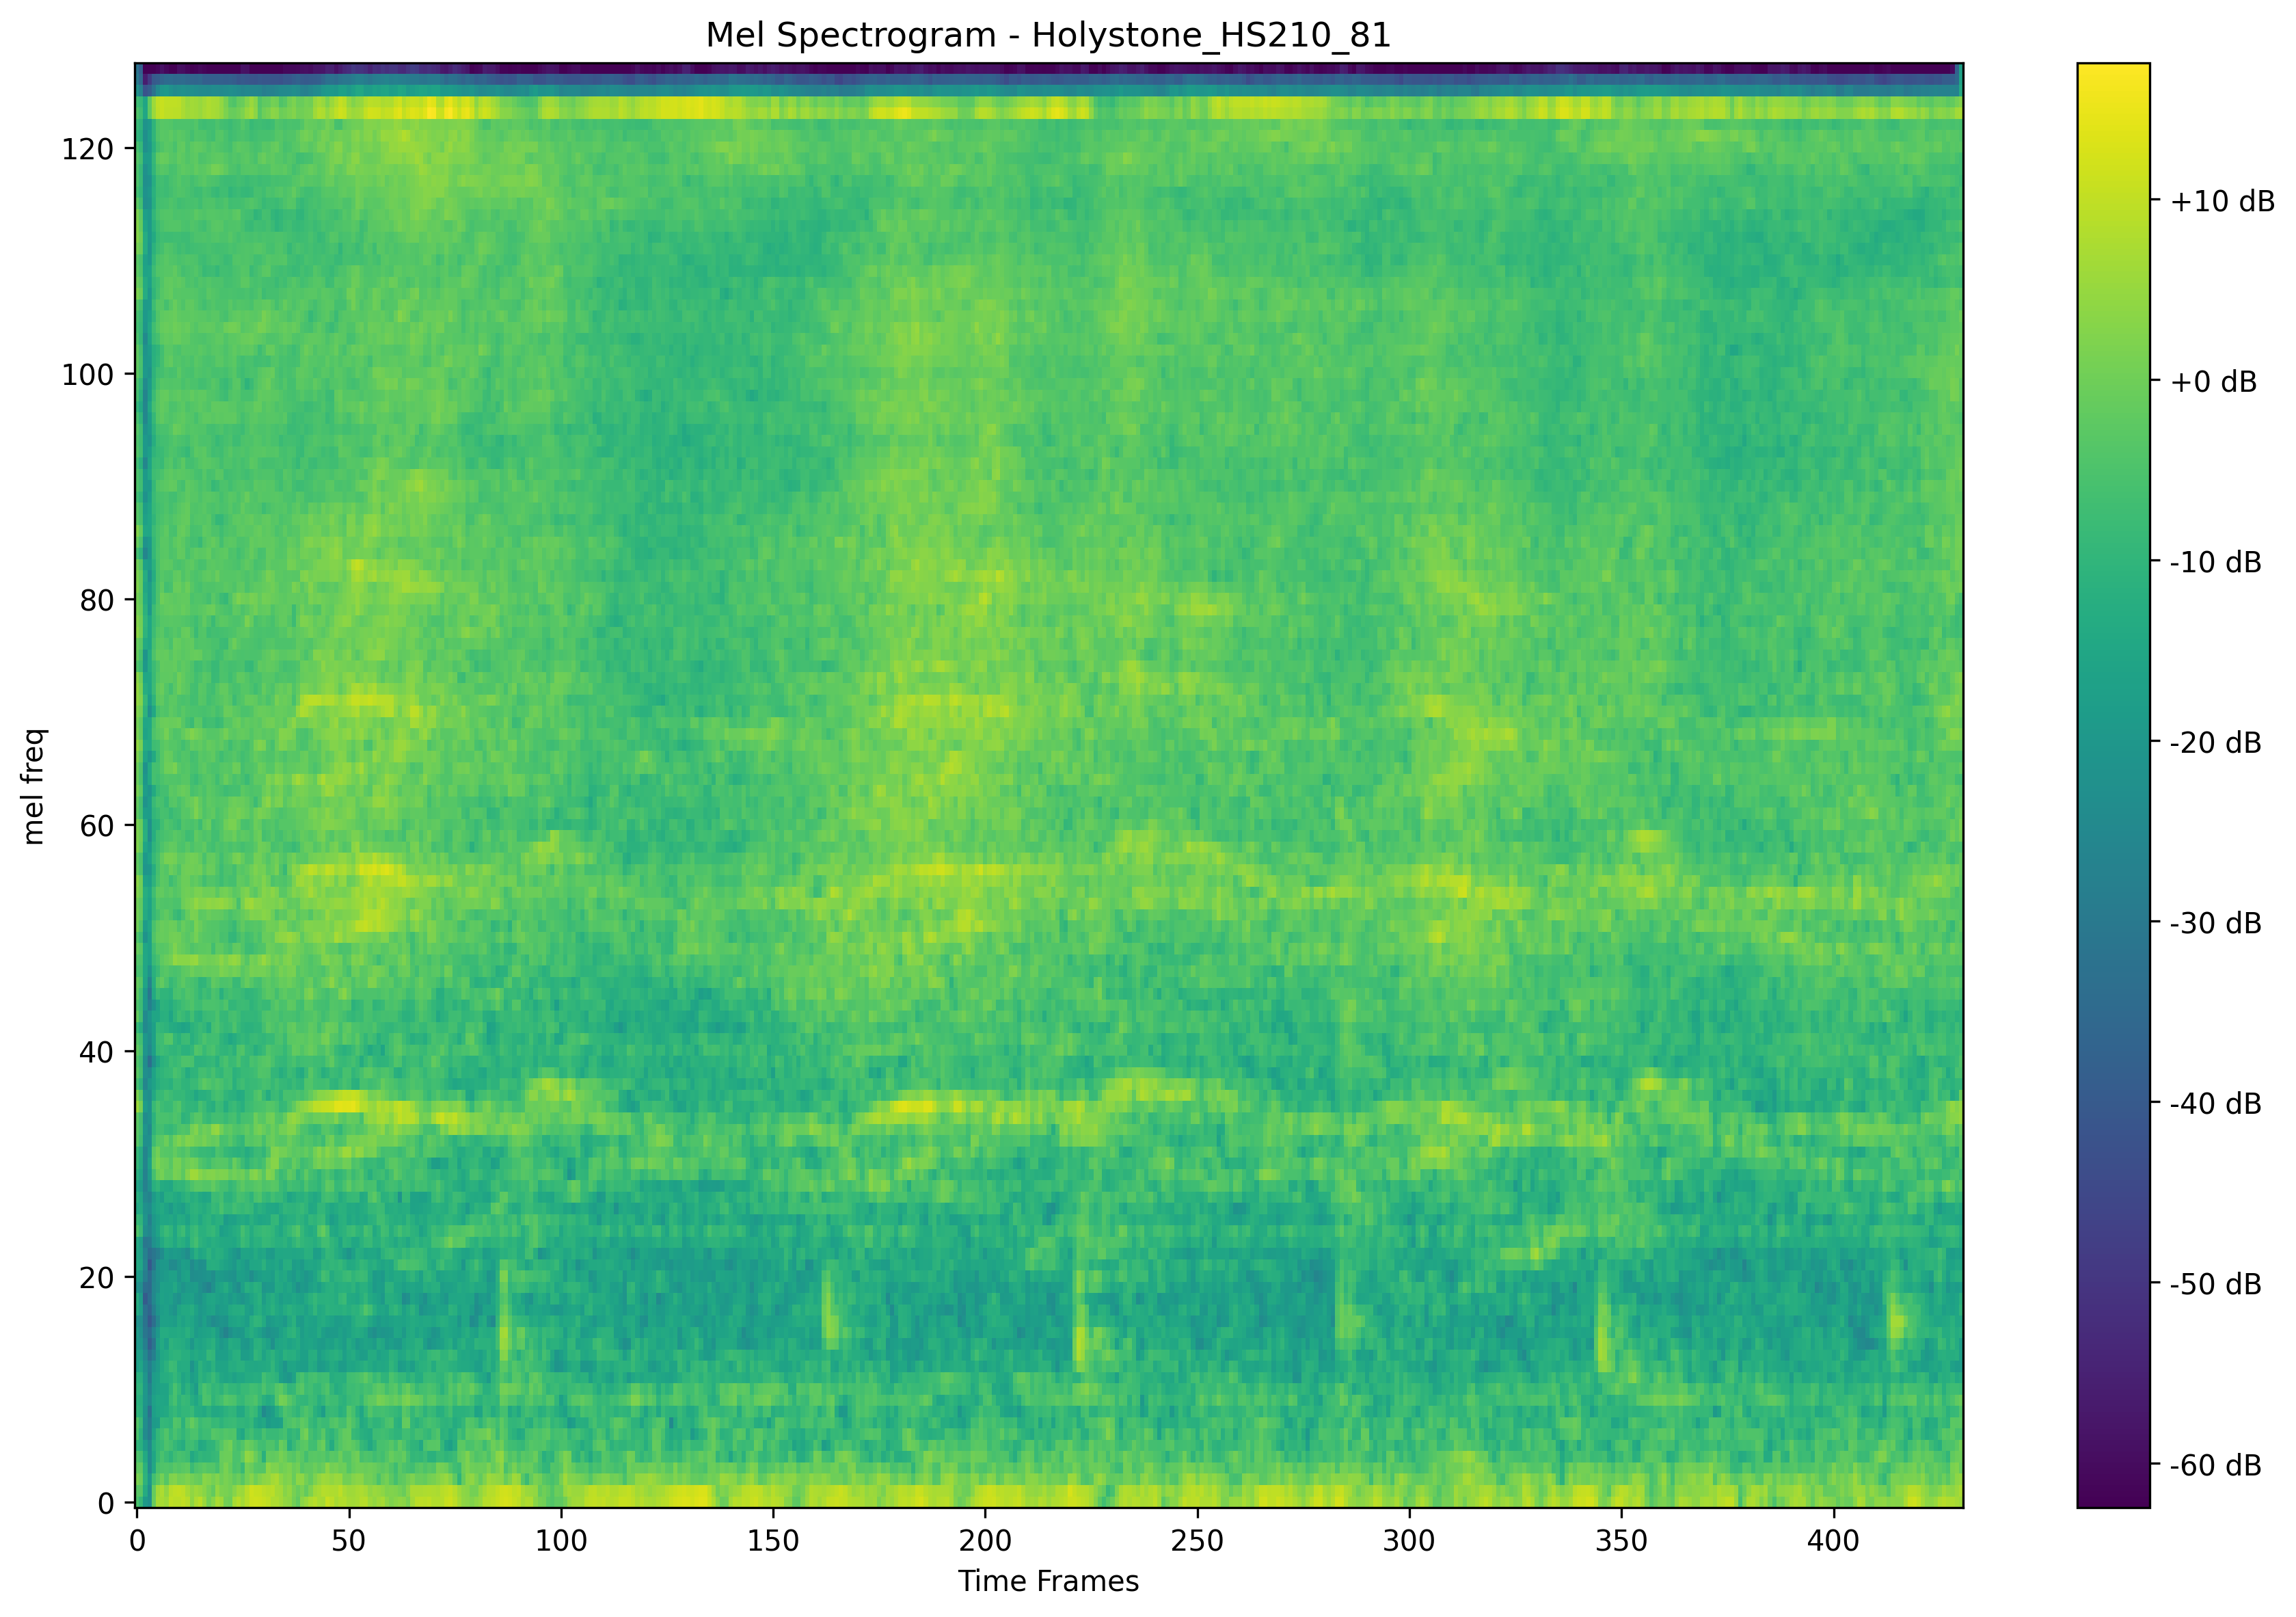 Mel Spectrogram - Holystone_HS210_81
mel freq
120
100
80
60
40
20
0
0 50 100 150 200 250 300 350 400
Time Frames
+10 dB
+0 dB
-10 dB
-20 dB
-30 dB
-40 dB
-50 dB
-60 dB